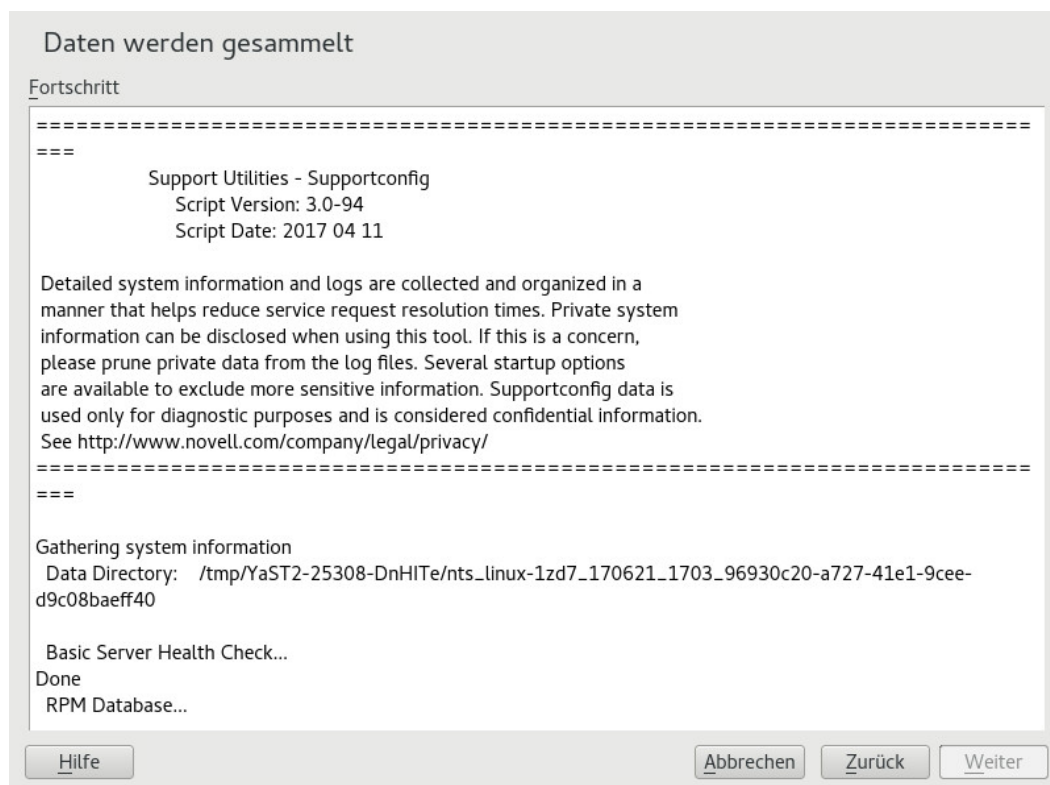 Daten werden gesammelt
Fortschritt
==========================================================================
===
Support Utilities - Supportconfig
Script Version: 3.0-94
Script Date: 2017 04 11
Detailed system information and logs are collected and organized in a
manner that helps reduce service request resolution times. Private system
information can be disclosed when using this tool. If this is a concern,
please prune private data from the log files. Several startup options
are available to exclude more sensitive information. Supportconfig data is
used only for diagnostic purposes and is considered confidential information.
See http://www.novell.com/company/legal/privacy/
==========================================================================
===
Gathering system information
Data Directory: /tmp/YaST2-25308-DnHITe/nts_linux-1zd7_170621_1703_96930c20-a727-41e1-9cee-
d9c08baeff40
Basic Server Health Check...
Done
RPM Database...
Hilfe Abbrechen Zurück Weiter